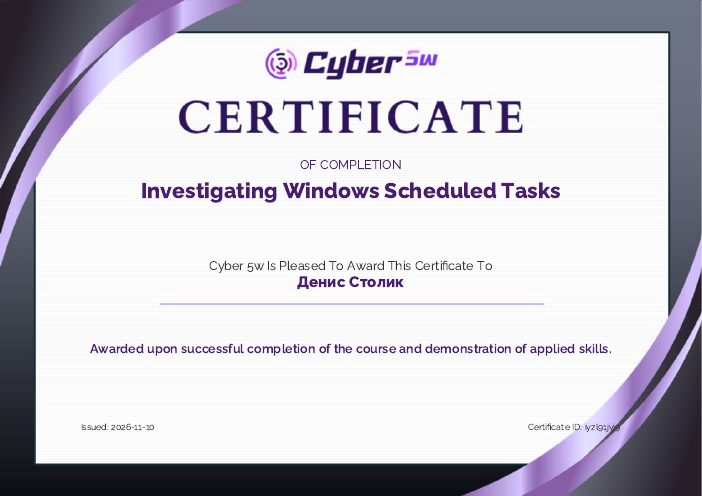 Cyber 5w
CERTIFICATE
OF COMPLETION
Investigating Windows Scheduled Tasks
Cyber 5w Is Pleased To Award This Certificate To
Денис Столик
Awarded upon successful completion of the course and demonstration of applied skills.
Issued: 2026-11-10
Certificate ID: